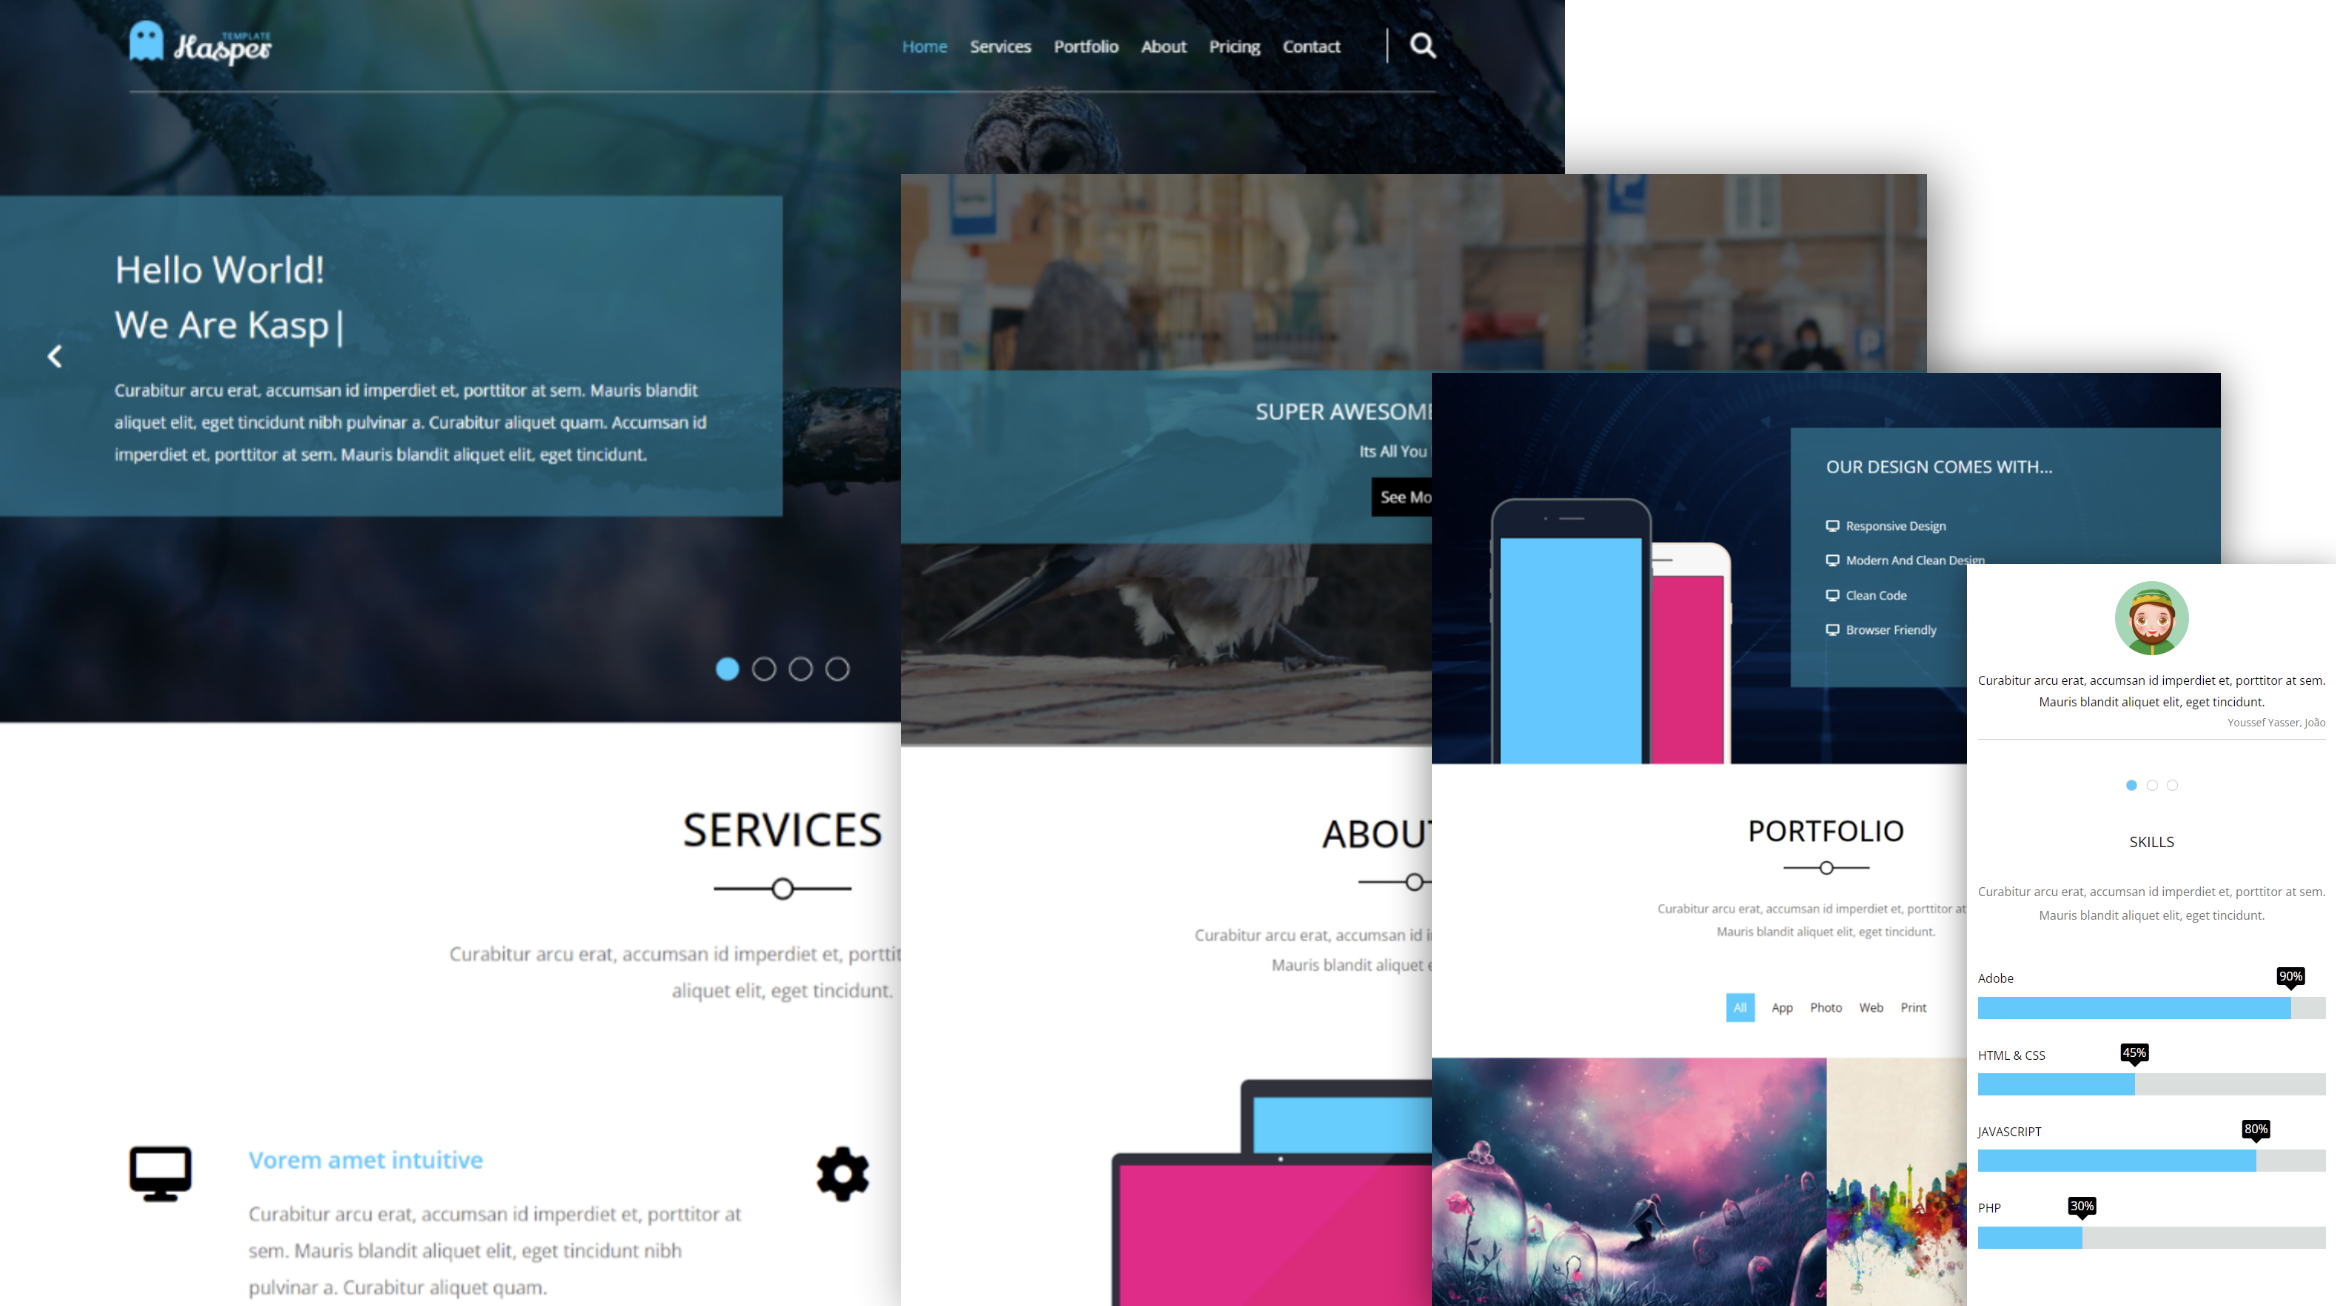 TEMPLATE
Kasper
Home Services Portfolio About Pricing Contact
Hello World!
We Are Kasp|
Curabitur arcu erat, accumsan id imperdiet et, porttitor at sem. Mauris blandit
aliquet elit, eget tincidunt nibh pulvinar a. Curabitur aliquet quam. Accumsan id
imperdiet et, porttitor at sem. Mauris blandit aliquet elit, eget tincidunt.
SERVICES
Curabitur arcu erat, accumsan id imperdiet et, porttit
aliquet elit, eget tincidunt.
Vorem amet intuitive
Curabitur arcu erat, accumsan id imperdiet et, porttitor at
sem. Mauris blandit aliquet elit, eget tincidunt nibh
pulvinar a. Curabitur aliquet quam.
SUPER AWESOME
Its All You
See Mo
ABOU
Curabitur arcu erat, accumsan id i
Mauris blandit aliquet e
OUR DESIGN COMES WITH...
Responsive Design
Modern And Clean Design
Clean Code
Browser Friendly
PORTFOLIO
Curabitur arcu erat, accumsan id imperdiet et, porttitor at
Mauris blandit aliquet elit, eget tincidunt.
All App Photo Web Print
Curabitur arcu erat, accumsan id imperdiet et, porttitor at sem.
Mauris blandit aliquet elit, eget tincidunt.
Youssef Yasser, João
SKILLS
Curabitur arcu erat, accumsan id imperdiet et, porttitor at sem.
Mauris blandit aliquet elit, eget tincidunt.
Adobe 90%
HTML & CSS 45%
JAVASCRIPT 80%
PHP 30%